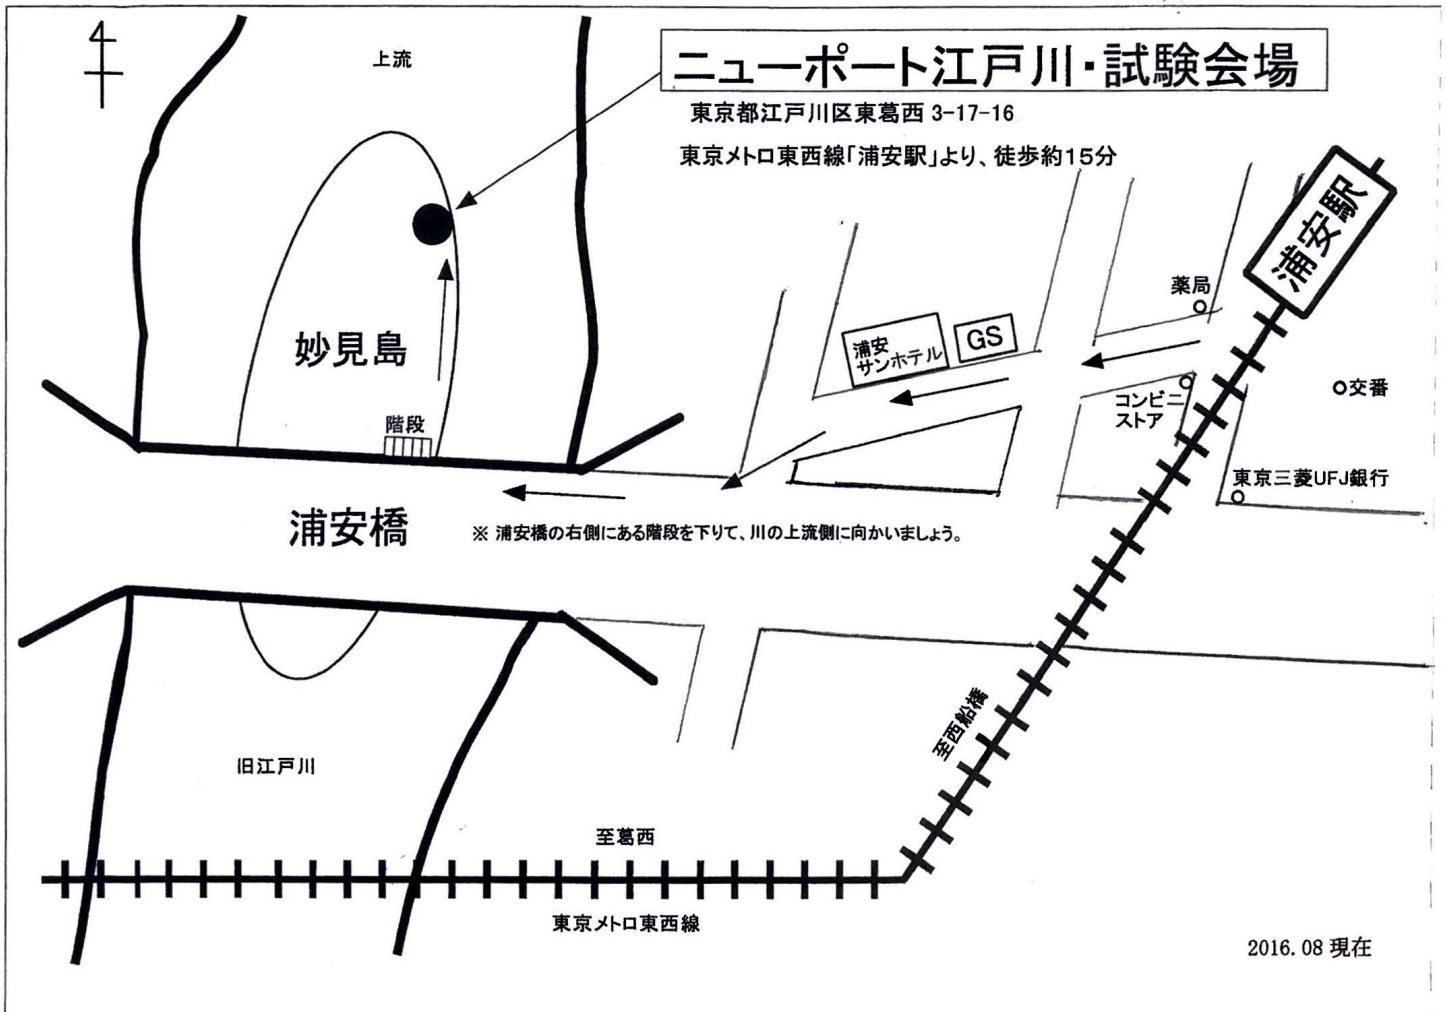 4
上流
ニューポート江戸川・試験会場
東京都江戸川区東葛西 3-17-16
東京メトロ東西線「浦安駅」より、徒歩約15分
浦安駅
薬局
GS
浦安
サンホテル
妙見島
コンビニ
ストア
交番
階段
東京三菱UFJ銀行
浦安橋
※ 浦安橋の右側にある階段を下りて、川の上流側に向かいましょう。
至西船橋
旧江戸川
至葛西
東京メトロ東西線
2016.08 現在